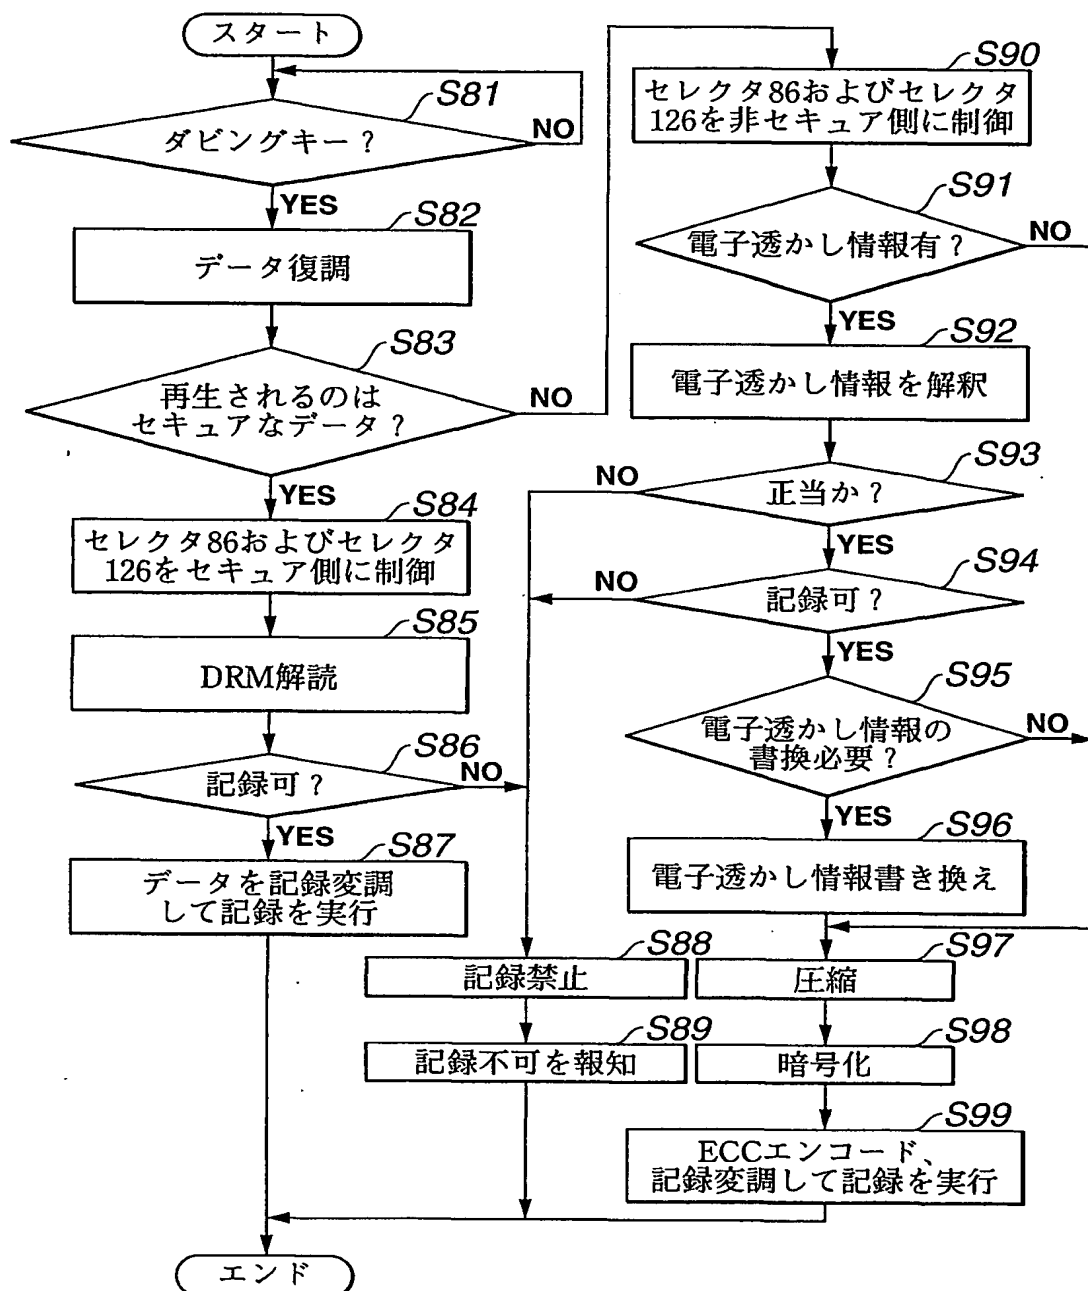 スタート
S81
ダビングキー？
NO
YES
S82
データ復調
S83
再生されるのは
セキュアなデータ？
NO
YES
S84
セレクタ86およびセレクタ
126をセキュア側に制御
S85
DRM解読
S86
記録可？
NO
YES
S87
データを記録変調
して記録を実行
S88
記録禁止
S89
記録不可を報知
S90
セレクタ86およびセレクタ
126を非セキュア側に制御
S91
電子透かし情報有？
NO
YES
S92
電子透かし情報を解釈
S93
正当か？
NO
YES
S94
記録可？
NO
YES
S95
電子透かし情報の
書換必要？
NO
YES
S96
電子透かし情報書き換え
S97
圧縮
S98
暗号化
S99
ECCエンコード、
記録変調して記録を実行
エンド